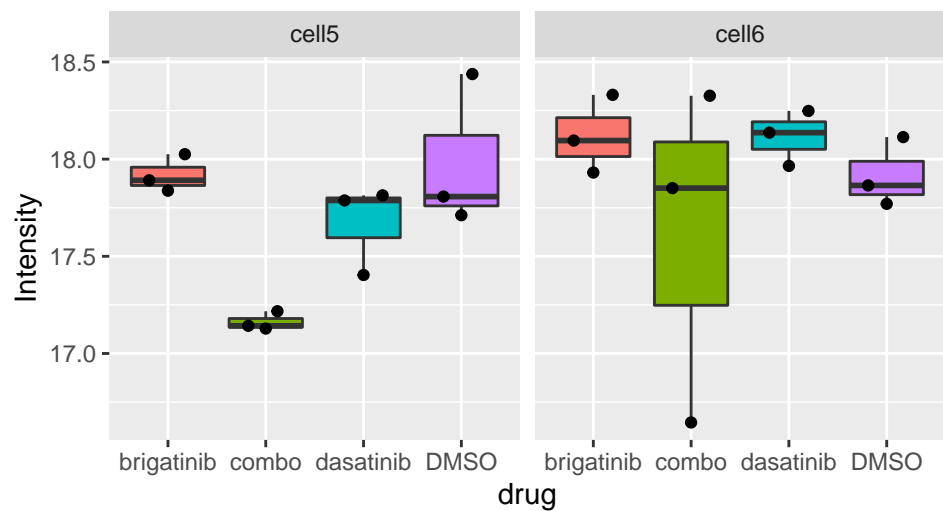 cell5 cell6
18.5
18.0
17.5
17.0
Intensity
brigatinib combo dasatinib DMSO brigatinib combo dasatinib DMSO
drug